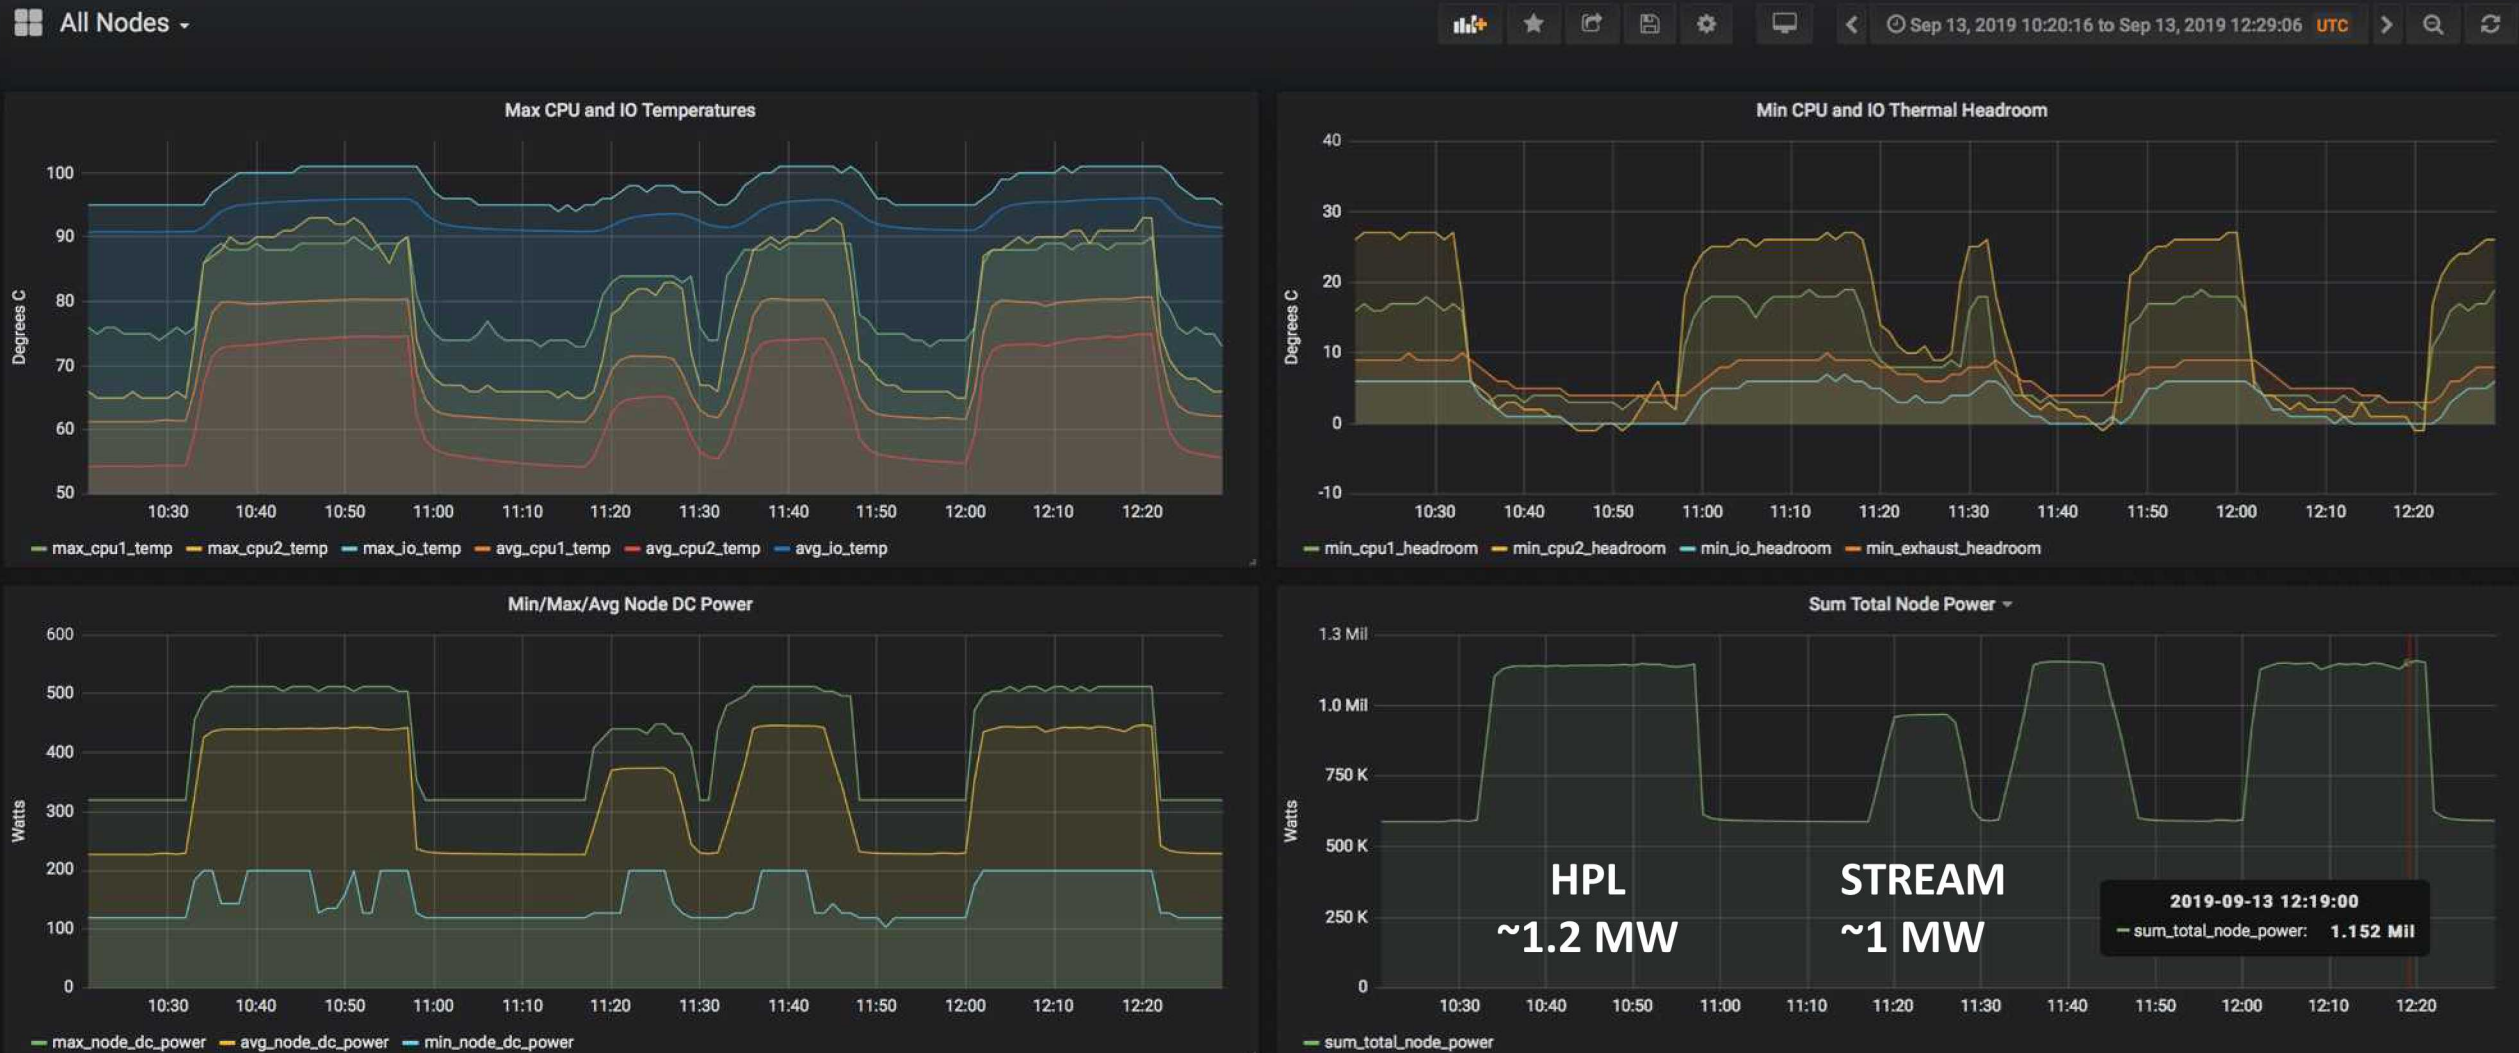 All Nodes
Sep 13, 2019 10:20:16 to Sep 13, 2019 12:29:06 UTC
Max CPU and IO Temperatures
100
90
80
70
60
50
Degrees C
10:30 10:40 10:50 11:00 11:10 11:20 11:30 11:40 11:50 12:00 12:10 12:20
max_cpu1_temp max_cpu2_temp max_io_temp avg_cpu1_temp avg_cpu2_temp avg_io_temp
Min CPU and IO Thermal Headroom
40
30
20
10
0
-10
Degrees C
10:30 10:40 10:50 11:00 11:10 11:20 11:30 11:40 11:50 12:00 12:10 12:20
min_cpu1_headroom min_cpu2_headroom min_io_headroom min_exhaust_headroom
Min/Max/Avg Node DC Power
600
500
400
300
200
100
0
Watts
10:30 10:40 10:50 11:00 11:10 11:20 11:30 11:40 11:50 12:00 12:10 12:20
max_node_dc_power avg_node_dc_power min_node_dc_power
Sum Total Node Power
1.3 Mil
1.0 Mil
750 K
500 K
250 K
0
Watts
HPL
~1.2 MW
STREAM
~1 MW
2019-09-13 12:19:00
sum_total_node_power: 1.152 Mil
10:30 10:40 10:50 11:00 11:10 11:20 11:30 11:40 11:50 12:00 12:10 12:20
sum_total_node_power